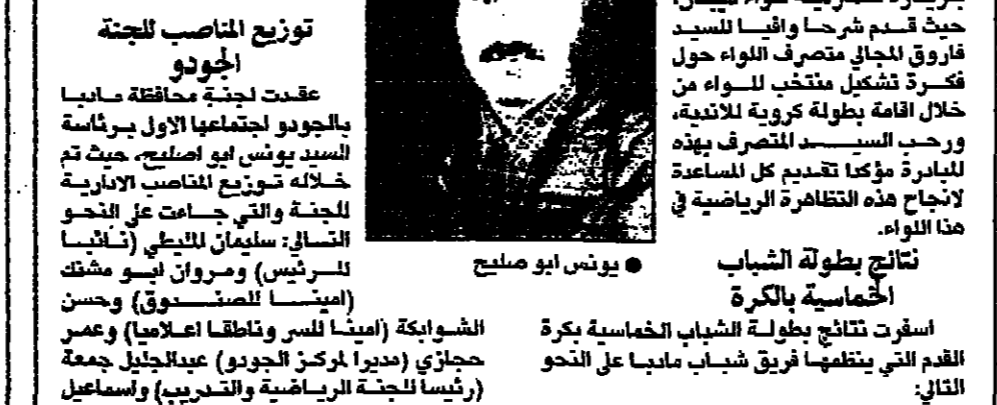 حيث قدم شرحا وافيا للسيد
فاروق المجالي متصرف اللواء حول
فكرة تشكيل منتخب للواء من
خلال اقامة بطولة كروية للاندية،
ورحب السيد المتصرف بهذه
المبادرة مؤكدا تقديم كل المساعدة
لانجاح هذه التظاهرة الرياضية في
هذا اللواء.
نتائج بطولة الشباب
الخماسية بالكرة
اسفرت نتائج بطولة الشباب الخماسية بكرة
القدم التي ينظمها فريق شباب مادبا على النحو
التالي:
● يونس ابو صليح
توزيع المناصب للجنة
الجودو
عقدت لجنة محافظة مادبا
بالجودو اجتماعها الاول برئاسة
السيد يونس ابو اصليح، حيث تم
خلاله توزيع المناصب الادارية
للجنة والتي جاءت على النحو
التالي: سليمان المليطي (نائبا
للرئيس) ومروان ابو مشتك
(امينا للصندوق) وحسن
الشوابكة (امينا للسر وناطقا اعلاميا) وعمر
حجازي (مديرا لمركز الجودو) عبدالجليل جمعة
(رئيسا للجنة الرياضية والتدريب) واسماعيل